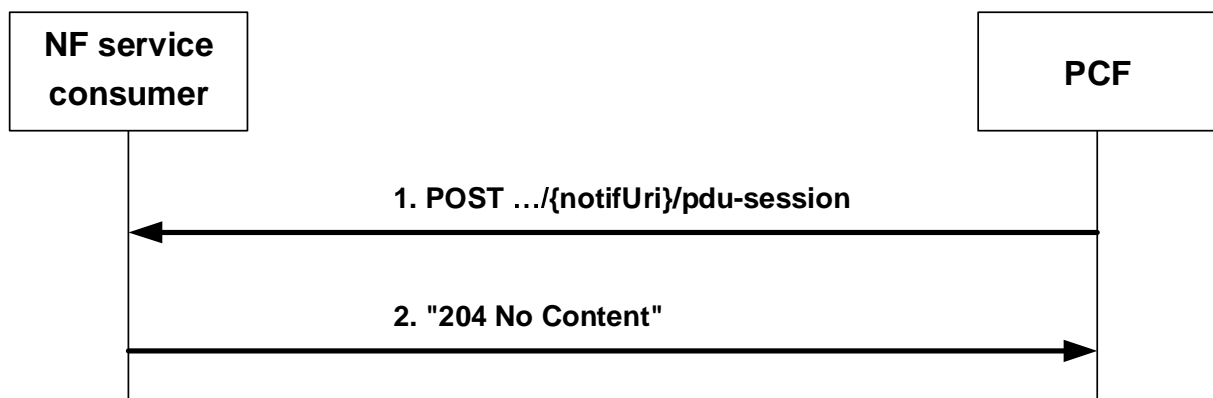 NF service
consumer
PCF
1. POST …/{notifUri}/pdu-session
2. "204 No Content"